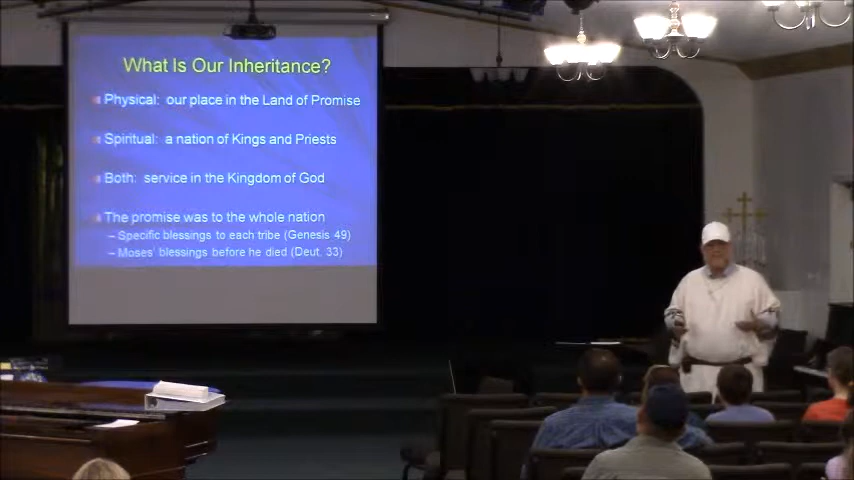 What Is Our Inheritance?
Physical: our place in the Land of Promise
Spiritual: a nation of Kings and Priests
Both: service in the Kingdom of God
The promise was to the whole nation
– Specific blessings to each tribe (Genesis 49)
– Moses' blessings before he died (Deut. 33)